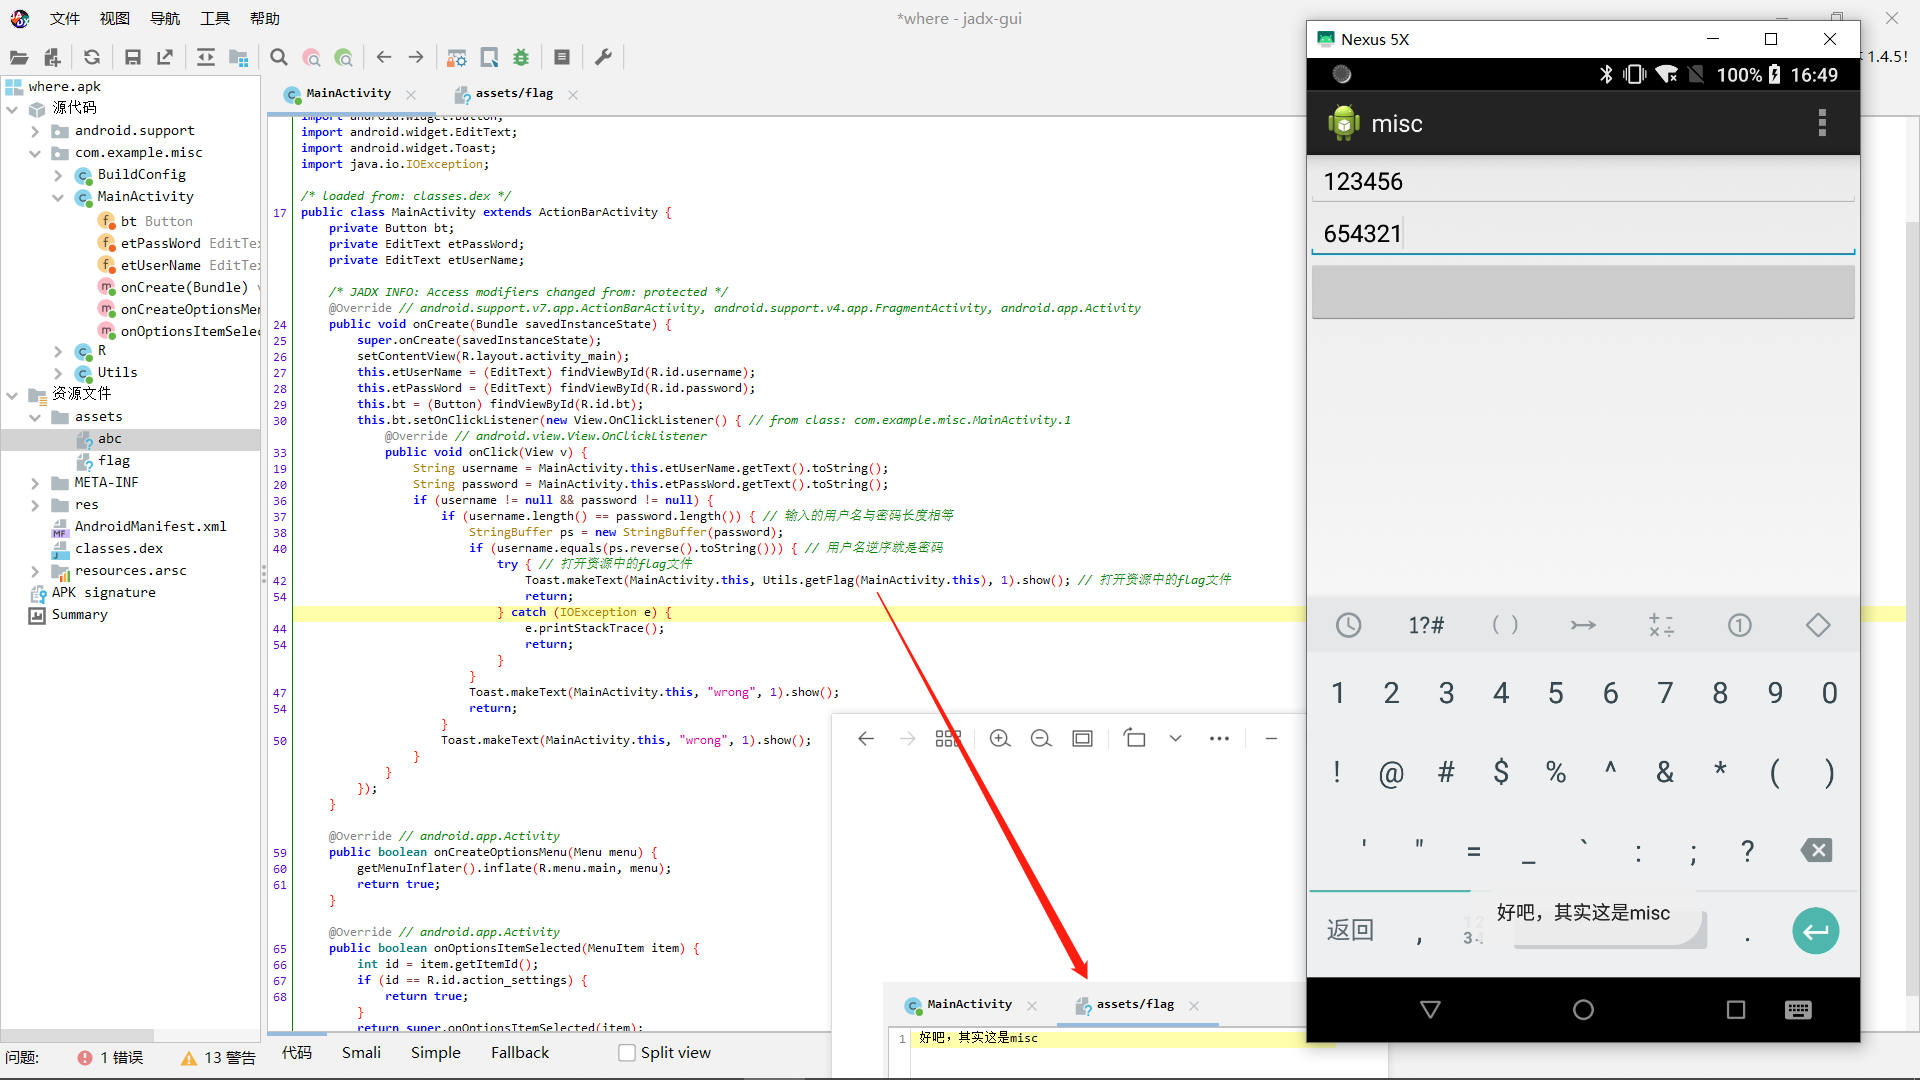 文件 视图 导航 工具 帮助
*where - jadx-gui
1.4.5!
where.apk
源代码
android.support
com.example.misc
BuildConfig
MainActivity
bt Button
etPassWord EditTex
etUserName EditTex
onCreate(Bundle) v
onCreateOptionsMen
onOptionsItemSelec
R
Utils
资源文件
assets
abc
flag
META-INF
res
AndroidManifest.xml
classes.dex
resources.arsc
APK signature
Summary
问题: 1 错误 13 警告
MainActivity assets/flag
import android.widget.Button;
import android.widget.EditText;
import android.widget.Toast;
import java.io.IOException;
/* loaded from: classes.dex */
17 public class MainActivity extends ActionBarActivity {
private Button bt;
private EditText etPassWord;
private EditText etUserName;
/* JADX INFO: Access modifiers changed from: protected */
@Override // android.support.v7.app.ActionBarActivity, android.support.v4.app.FragmentActivity, android.app.Activity
24 public void onCreate(Bundle savedInstanceState) {
25 super.onCreate(savedInstanceState);
26 setContentView(R.layout.activity_main);
27 this.etUserName = (EditText) findViewById(R.id.username);
28 this.etPassWord = (EditText) findViewById(R.id.password);
29 this.bt = (Button) findViewById(R.id.bt);
30 this.bt.setOnClickListener(new View.OnClickListener() { // from class: com.example.misc.MainActivity.1
@Override // android.view.View.OnClickListener
33 public void onClick(View v) {
19 String username = MainActivity.this.etUserName.getText().toString();
20 String password = MainActivity.this.etPassWord.getText().toString();
36 if (username != null && password != null) {
37 if (username.length() == password.length()) { // 输入的用户名与密码长度相等
38 StringBuffer ps = new StringBuffer(password);
40 if (username.equals(ps.reverse().toString())) { // 用户名逆序就是密码
try { // 打开资源中的flag文件
42 Toast.makeText(MainActivity.this, Utils.getFlag(MainActivity.this), 1).show(); // 打开资源中的flag文件
54 return;
} catch (IOException e) {
44 e.printStackTrace();
54 return;
}
}
47 Toast.makeText(MainActivity.this, "wrong", 1).show();
54 return;
}
50 Toast.makeText(MainActivity.this, "wrong", 1).show();
}
}
});
}
@Override // android.app.Activity
59 public boolean onCreateOptionsMenu(Menu menu) {
60 getMenuInflater().inflate(R.menu.main, menu);
61 return true;
}
@Override // android.app.Activity
65 public boolean onOptionsItemSelected(MenuItem item) {
66 int id = item.getItemId();
67 if (id == R.id.action_settings) {
68 return true;
}
return super.onOptionsItemSelected(item);
代码 Smali Simple Fallback Split view
MainActivity assets/flag
1 好吧，其实这是misc
Nexus 5X
100% 16:49
misc
123456
654321
1?# ( )
1 2 3 4 5 6 7 8 9 0
! @ # $ % ^ & * ( )
' " = _ ` : ; ?
好吧，其实这是misc
返回 , .